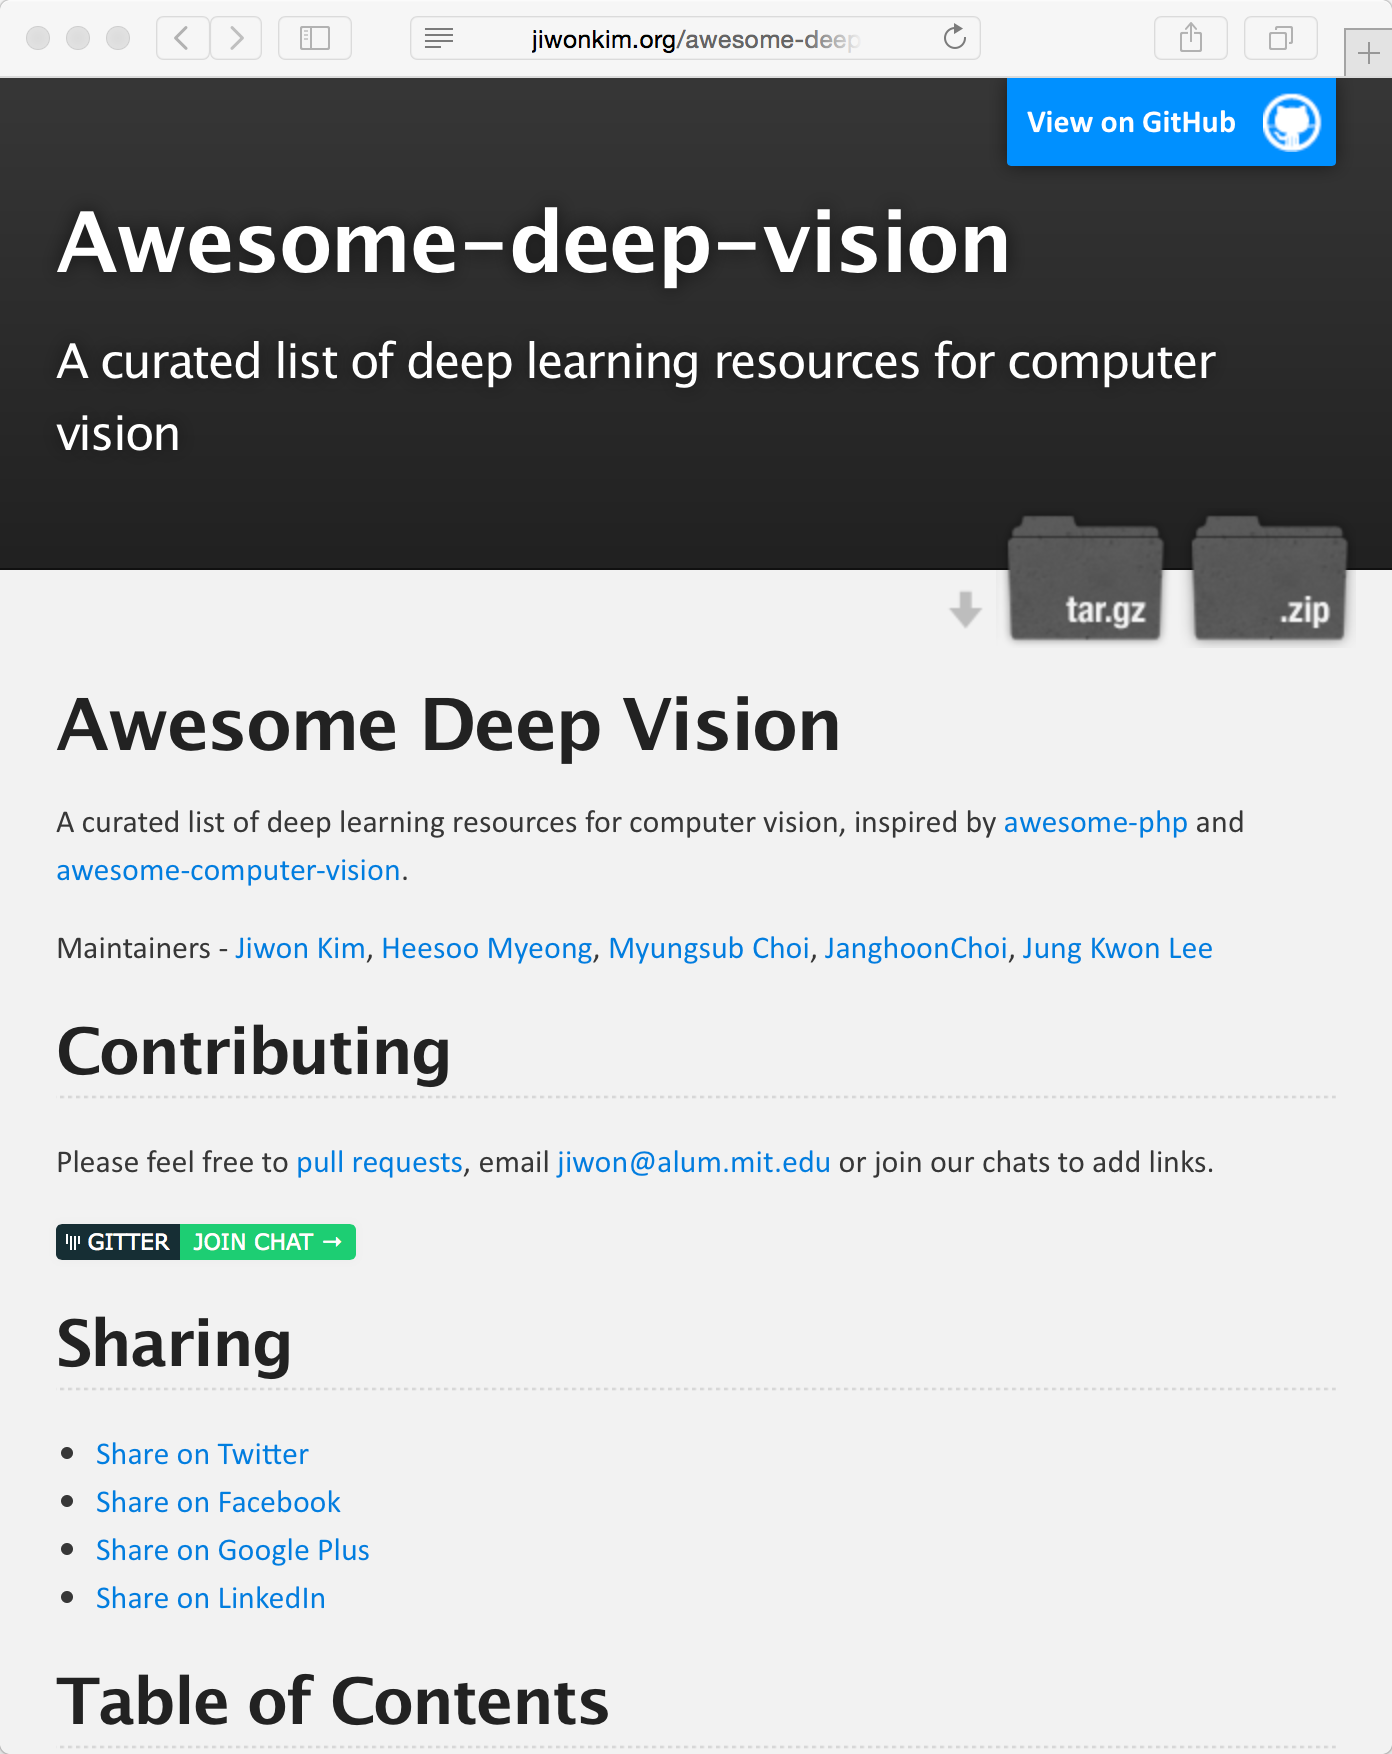 jiwonkim.org/awesome-deep
View on GitHub
Awesome-deep-vision
A curated list of deep learning resources for computer
vision
tar.gz
.zip
Awesome Deep Vision
A curated list of deep learning resources for computer vision, inspired by awesome-php and
awesome-computer-vision.
Maintainers - Jiwon Kim, Heesoo Myeong, Myungsub Choi, JanghoonChoi, Jung Kwon Lee
Contributing
Please feel free to pull requests, email jiwon@alum.mit.edu or join our chats to add links.
GITTER JOIN CHAT →
Sharing
• Share on Twitter
• Share on Facebook
• Share on Google Plus
• Share on LinkedIn
Table of Contents